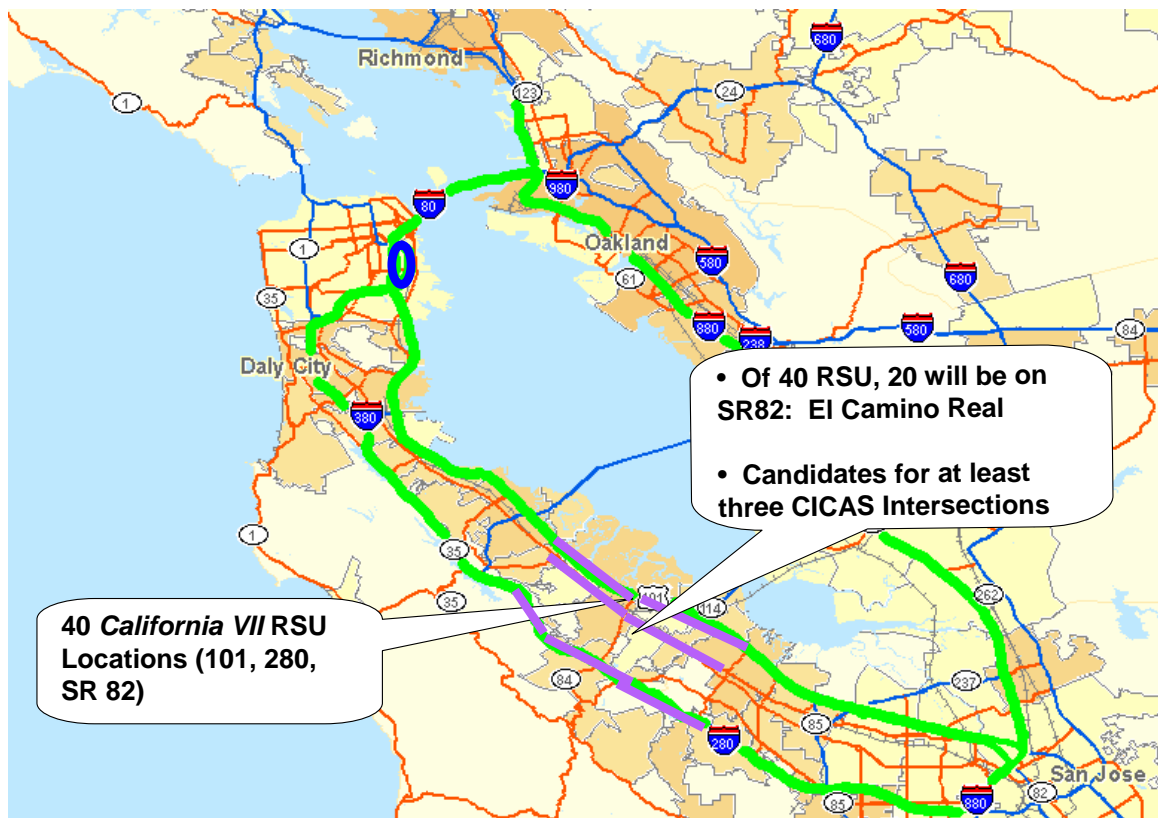 Richmond
680
1
123
24
980
80
Oakland
1
580
680
61
35
880
580
84
238
Daly City
380
• Of 40 RSU, 20 will be on
SR82: El Camino Real
• Candidates for at least
three CICAS Intersections
1
35
262
35
101
114
40 California VII RSU
Locations (101, 280,
SR 82)
84
237
85
280
San Jose
82
85
880